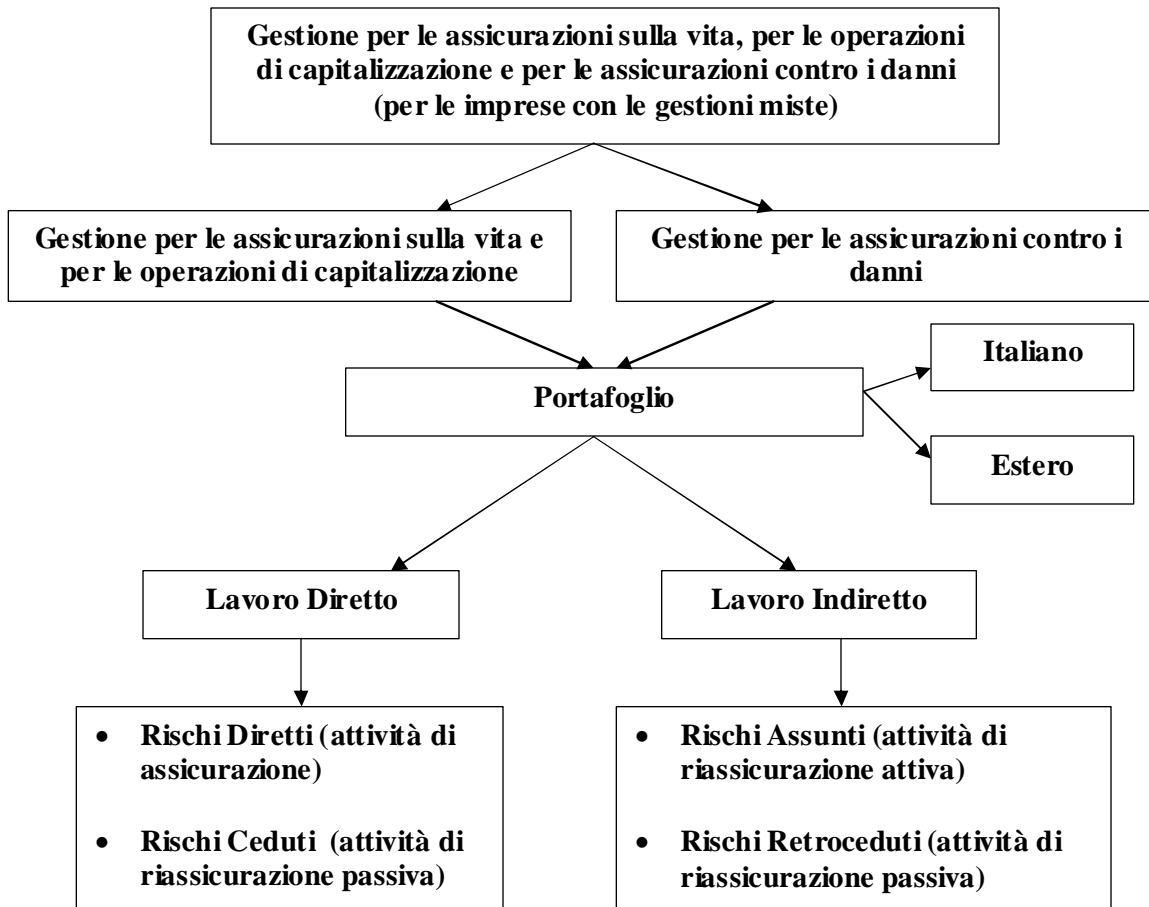 Gestione per le assicurazioni sulla vita, per le operazioni
di capitalizzazione e per le assicurazioni contro i danni
(per le imprese con le gestioni miste)
Gestione per le assicurazioni sulla vita e
per le operazioni di capitalizzazione
Gestione per le assicurazioni contro i
danni
Italiano
Portafoglio
Estero
Lavoro Diretto
Lavoro Indiretto
• Rischi Diretti (attività di
assicurazione)
• Rischi Ceduti (attività di
riassicurazione passiva)
• Rischi Assunti (attività di
riassicurazione attiva)
• Rischi Retroceduti (attività di
riassicurazione passiva)